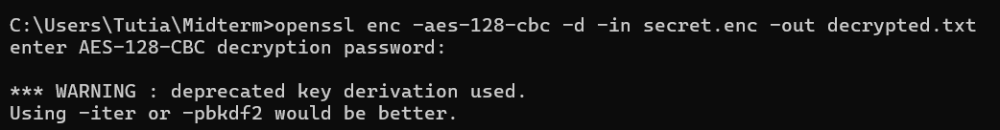 C:\Users\Tutia\Midterm>openssl enc -aes-128-cbc -d -in secret.enc -out decrypted.txt
enter AES-128-CBC decryption password:
*** WARNING : deprecated key derivation used.
Using -iter or -pbkdf2 would be better.